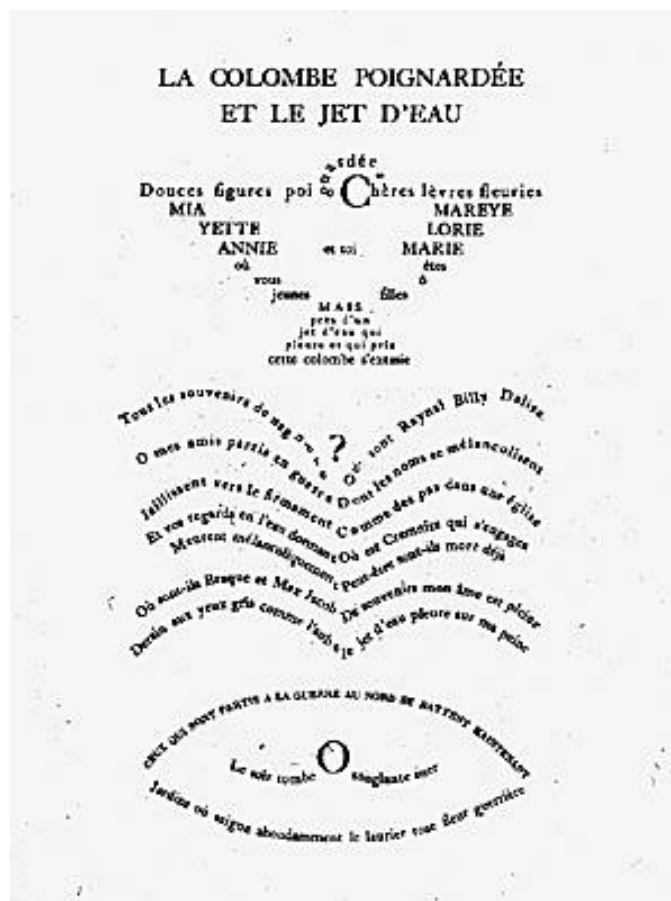 LA COLOMBE POIGNARDÉE
ET LE JET D'EAU
Douces figures poignardée Chères lèvres fleuries
MIA MAREYE
YETTE LORIE
ANNIE et toi MARIE
où êtes
vous ô
jeunes filles
MAIS
près d'un
jet d'eau qui
pleure et qui prie
cette colombe s'extasie
Tous les souvenirs de naguère ? Où sont Raynal Billy Dalize
O mes amis partis en guerre Dont les noms se mélancolisent
Jaillissent vers le firmament Comme des pas dans une église
Et vos regards en l'eau dormant Où est Cremnitz qui s'engagea
Meurent mélancoliquement Peut-être sont-ils morts déjà
Où sont-ils Braque et Max Jacob De souvenirs mon âme est pleine
Derain aux yeux gris comme l'aube Le jet d'eau pleure sur ma peine
CEUX QUI SONT PARTIS A LA GUERRE AU NORD SE BATTENT MAINTENANT
Le soir tombe O sanglante mer
Jardins où saigne abondamment le laurier rose fleur guerrière